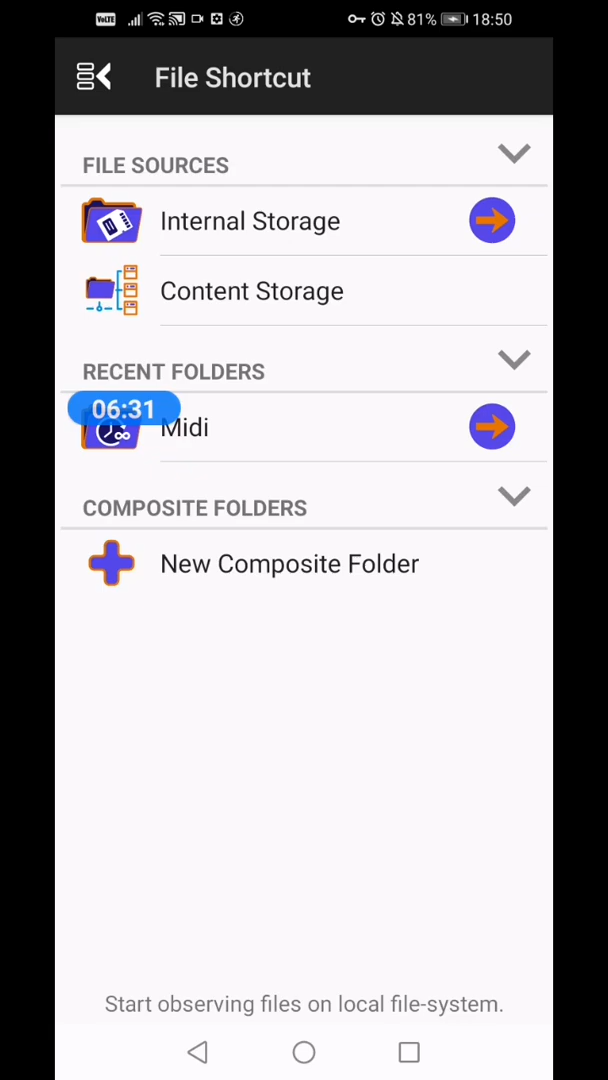 VoLTE 81% 18:50
File Shortcut
FILE SOURCES
Internal Storage
Content Storage
RECENT FOLDERS
06:31
Midi
COMPOSITE FOLDERS
New Composite Folder
Start observing files on local file-system.